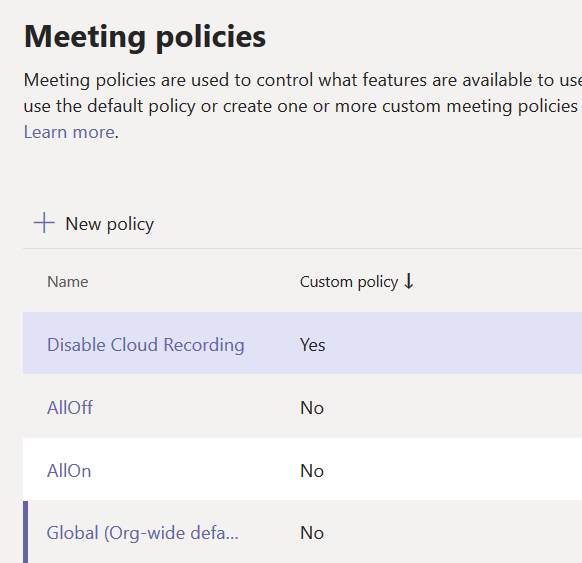 Meeting policies
Meeting policies are used to control what features are available to use
use the default policy or create one or more custom meeting policies
Learn more.
New policy
Name Custom policy ↓
Disable Cloud Recording Yes
AllOff No
AllOn No
Global (Org-wide defa... No